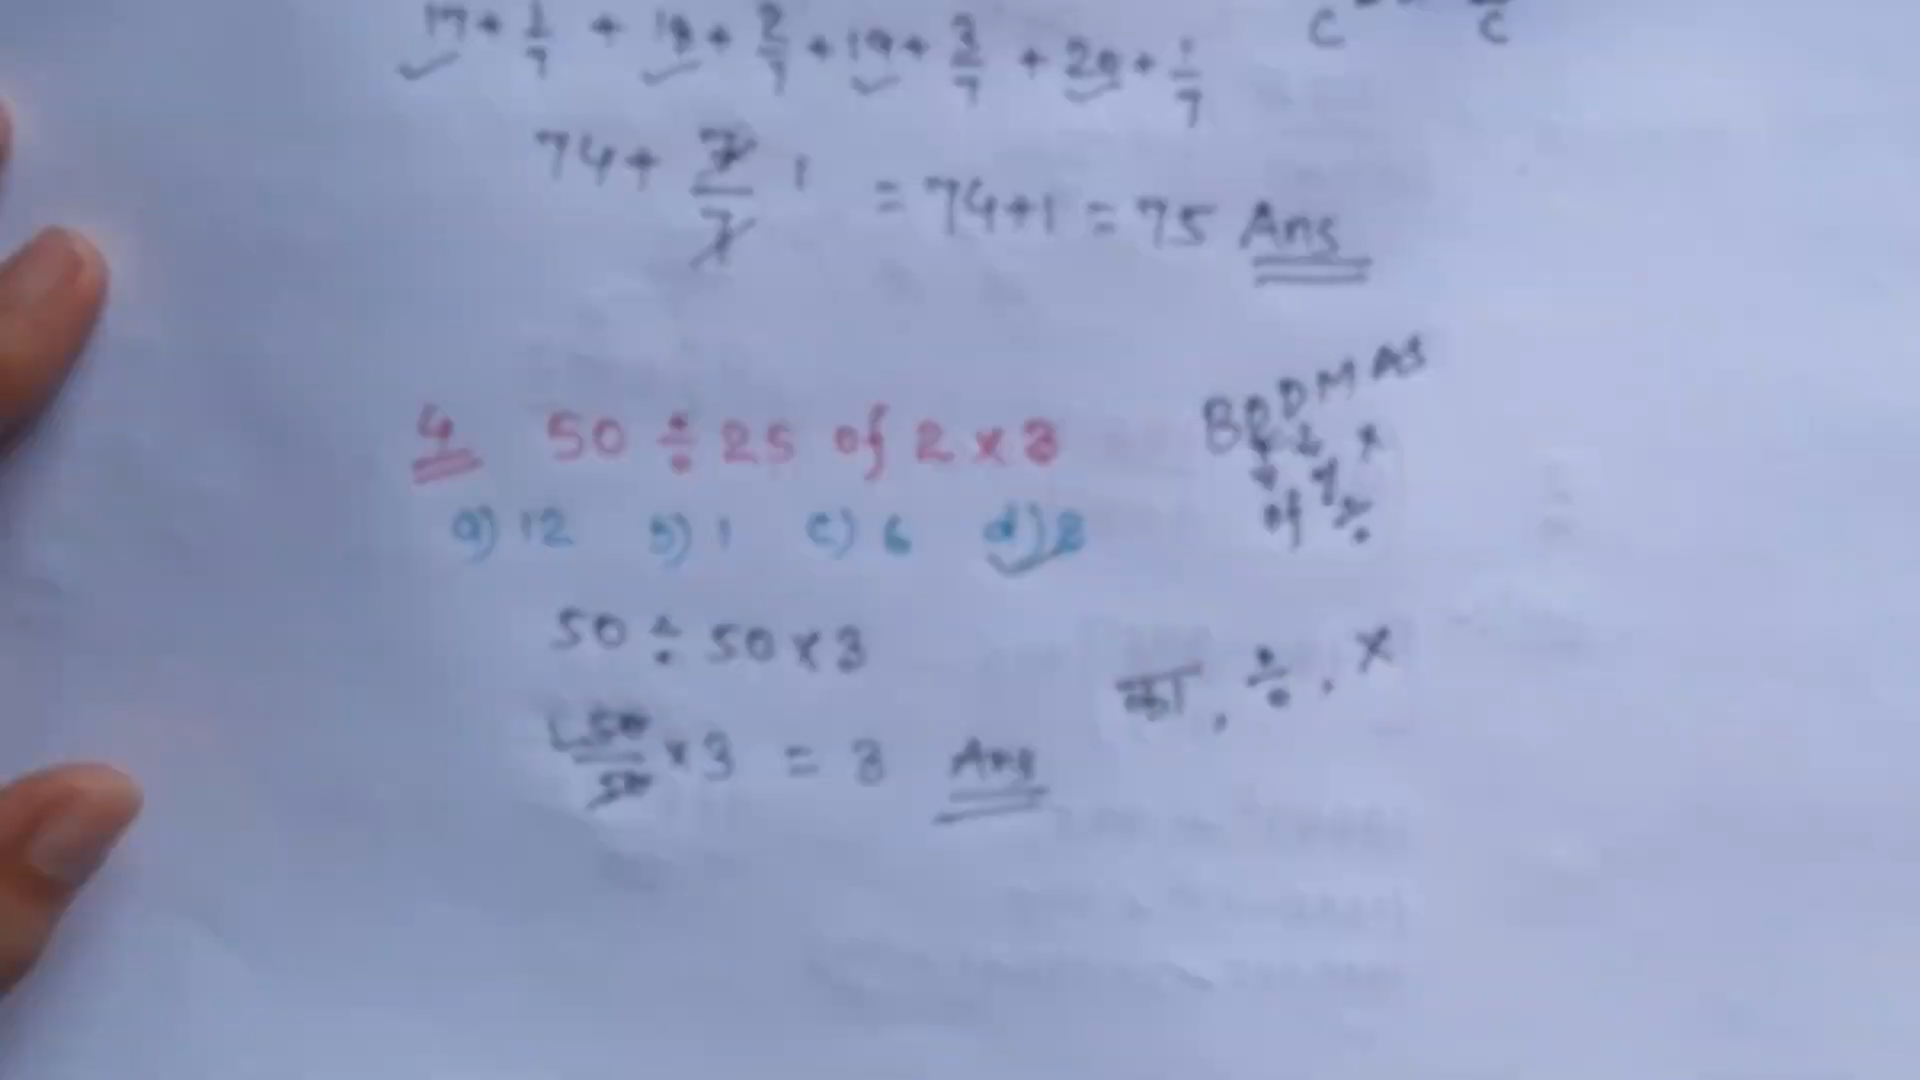 17 + 1/7 + 18 + 2/7 + 19 + 3/7 + 20 + 1/7
74 + 7/7 1 = 74+1 = 75 Ans
BODMAS
4 50 ÷ 25 of 2 × 3
of ÷ ×
a) 12 b) 1 c) 6 d) 3
50 ÷ 50 × 3
का, ÷, ×
50/50 × 3 = 3 Ans